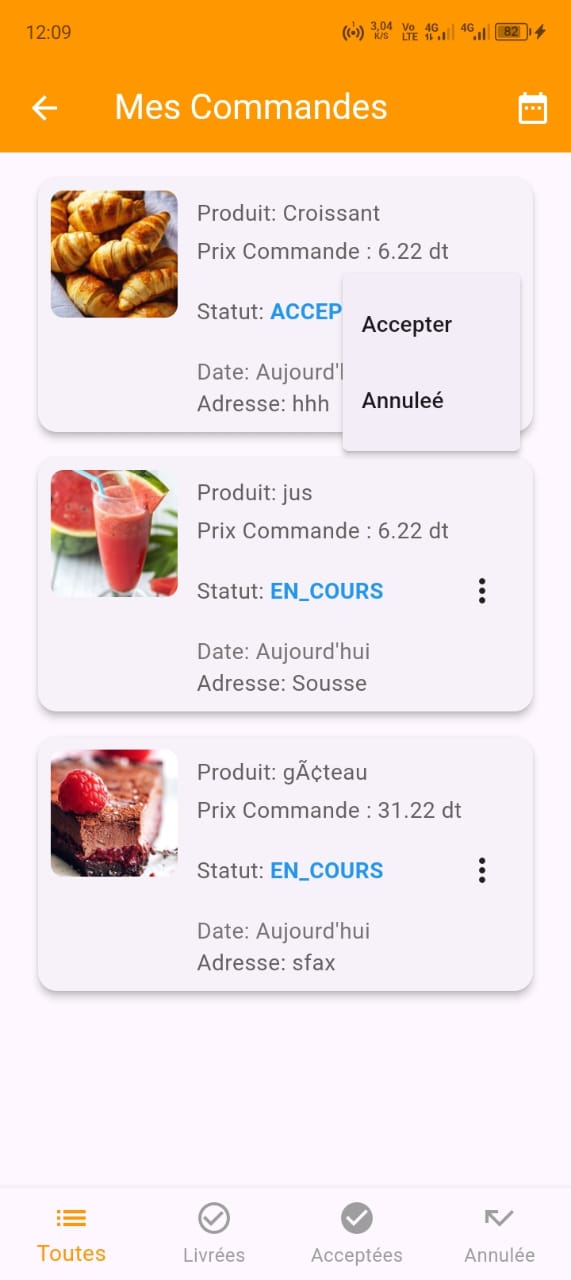 12:09
1
3,04
K/S
Vo
LTE
4G
4G
82
Mes Commandes
Produit: Croissant
Prix Commande : 6.22 dt
Statut: ACCEP
Accepter
Date: Aujourd'
Annuleé
Adresse: hhh
Produit: jus
Prix Commande : 6.22 dt
Statut: EN_COURS
Date: Aujourd'hui
Adresse: Sousse
Produit: gÃ¢teau
Prix Commande : 31.22 dt
Statut: EN_COURS
Date: Aujourd'hui
Adresse: sfax
Toutes
Livrées
Acceptées
Annulée